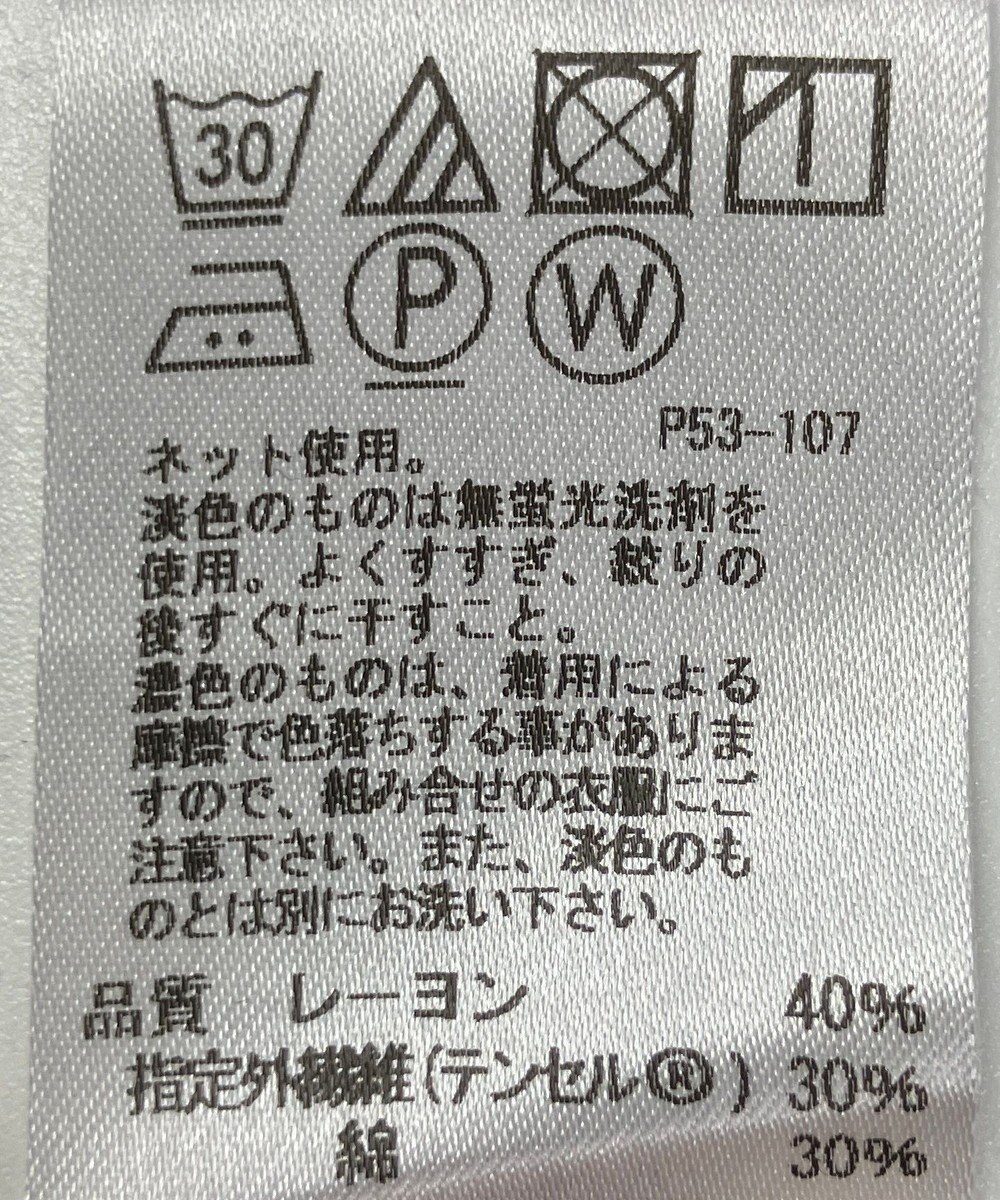 30
P W
P53-107
ネット使用。
淡色のものは無蛍光洗剤を
使用。よくすすぎ、絞りの
後すぐに干すこと。
濃色のものは、着用による
摩擦で色落ちする事がありま
すので、組み合せの衣服にご
注意下さい。また、淡色のも
のとは別にお洗い下さい。
品質 レーヨン 40%
指定外繊維(テンセル®) 30%
綿 30%